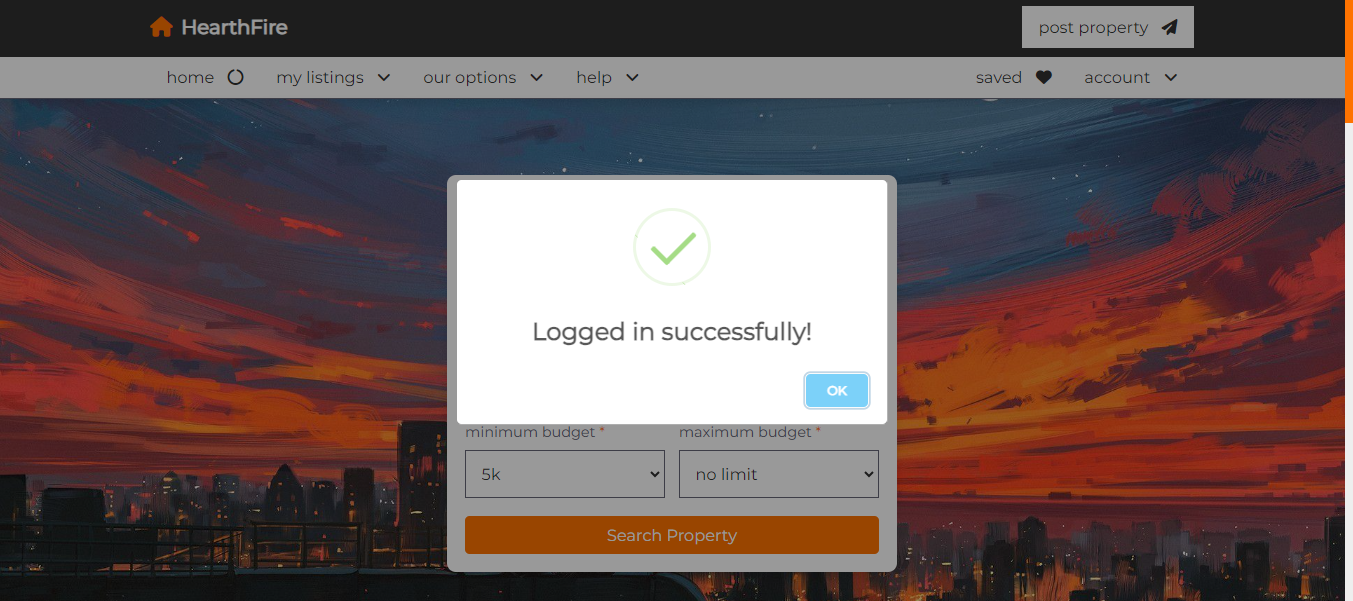 HearthFire
post property
home my listings our options help saved account
Logged in successfully!
OK
minimum budget * maximum budget *
5k no limit
Search Property